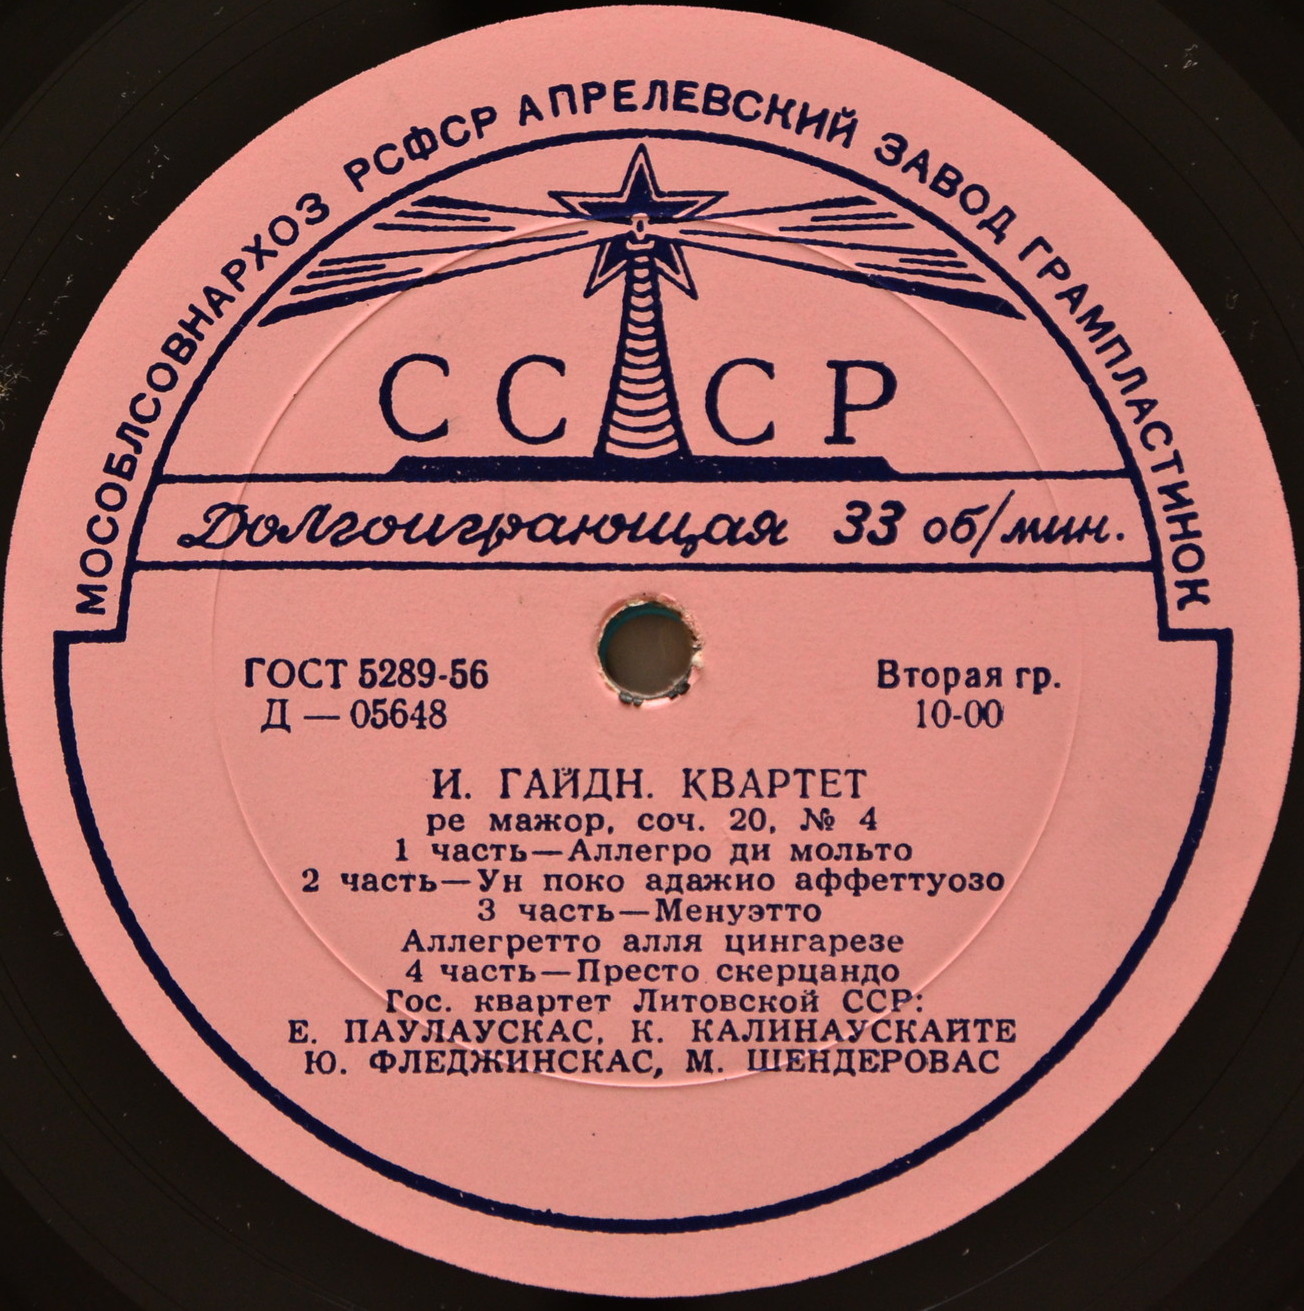 МОСОБЛСОВНАРХОЗ РСФСР АПРЕЛЕВСКИЙ ЗАВОД ГРАМПЛАСТИНОК
СССР
Долгоиграющая 33 об/мин.
ГОСТ 5289-56
Д — 05648
Вторая гр.
10-00
И. ГАЙДН. КВАРТЕТ
ре мажор, соч. 20, № 4
1 часть—Аллегро ди мольто
2 часть—Ун поко адажио аффеттуозо
3 часть—Менуэтто
Аллегретто алля цингарезе
4 часть—Престо скерцандо
Гос. квартет Литовской ССР:
Е. ПАУЛАУСКАС, К. КАЛИНАУСКАЙТЕ
Ю. ФЛЕДЖИНСКАС, М. ШЕНДЕРОВАС